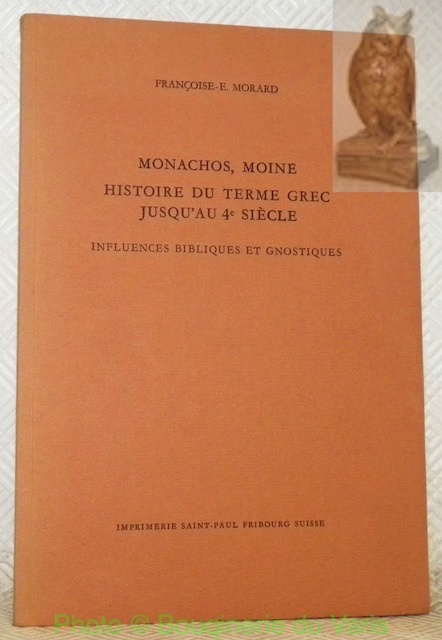 FRANÇOISE-E. MORARD
MONACHOS, MOINE
HISTOIRE DU TERME GREC
JUSQU'AU 4e SIÈCLE
INFLUENCES BIBLIQUES ET GNOSTIQUES
IMPRIMERIE SAINT-PAUL FRIBOURG SUISSE
Photo © Bouquinerie du Varis